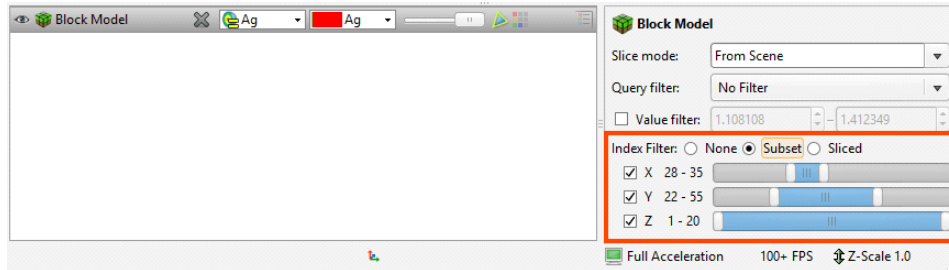 Block Model Ag Ag
Block Model
Slice mode: From Scene
Query filter: No Filter
Value filter: 1.108108 – 1.412349
Index Filter: None Subset Sliced
X 28 - 35
Y 22 - 55
Z 1 - 20
Full Acceleration 100+ FPS Z-Scale 1.0